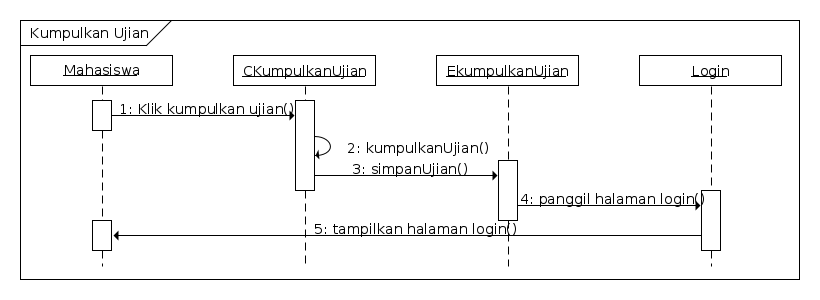 Kumpulkan Ujian
Mahasiswa
CKumpulkanUjian
EkumpulkanUjian
Login
1: Klik kumpulkan ujian()
2: kumpulkanUjian()
3: simpanUjian()
4: panggil halaman login()
5: tampilkan halaman login()